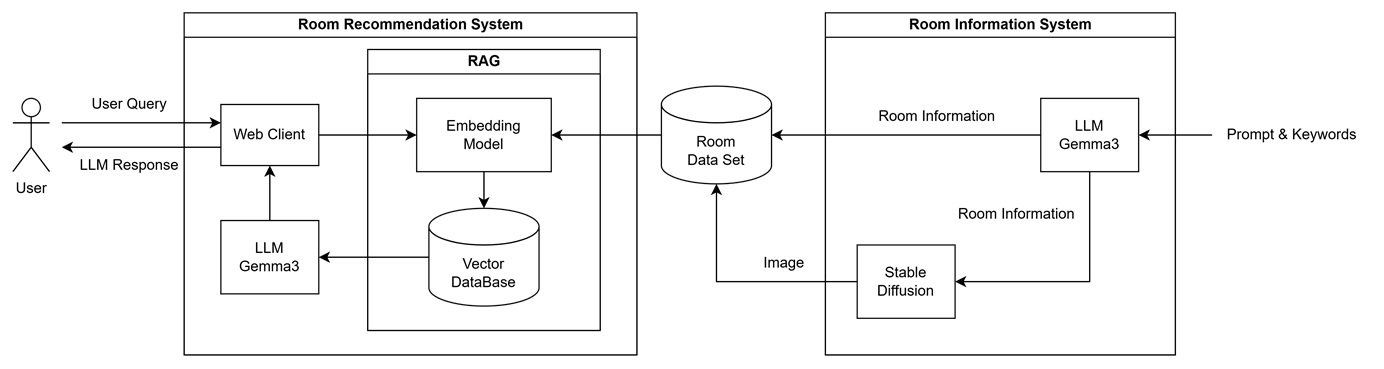 Room Recommendation System
Room Information System
RAG
User Query
Web Client
Embedding
Model
Room
Data Set
Room Information
LLM
Gemma3
Prompt & Keywords
LLM Response
User
Room Information
LLM
Gemma3
Vector
DataBase
Image
Stable
Diffusion